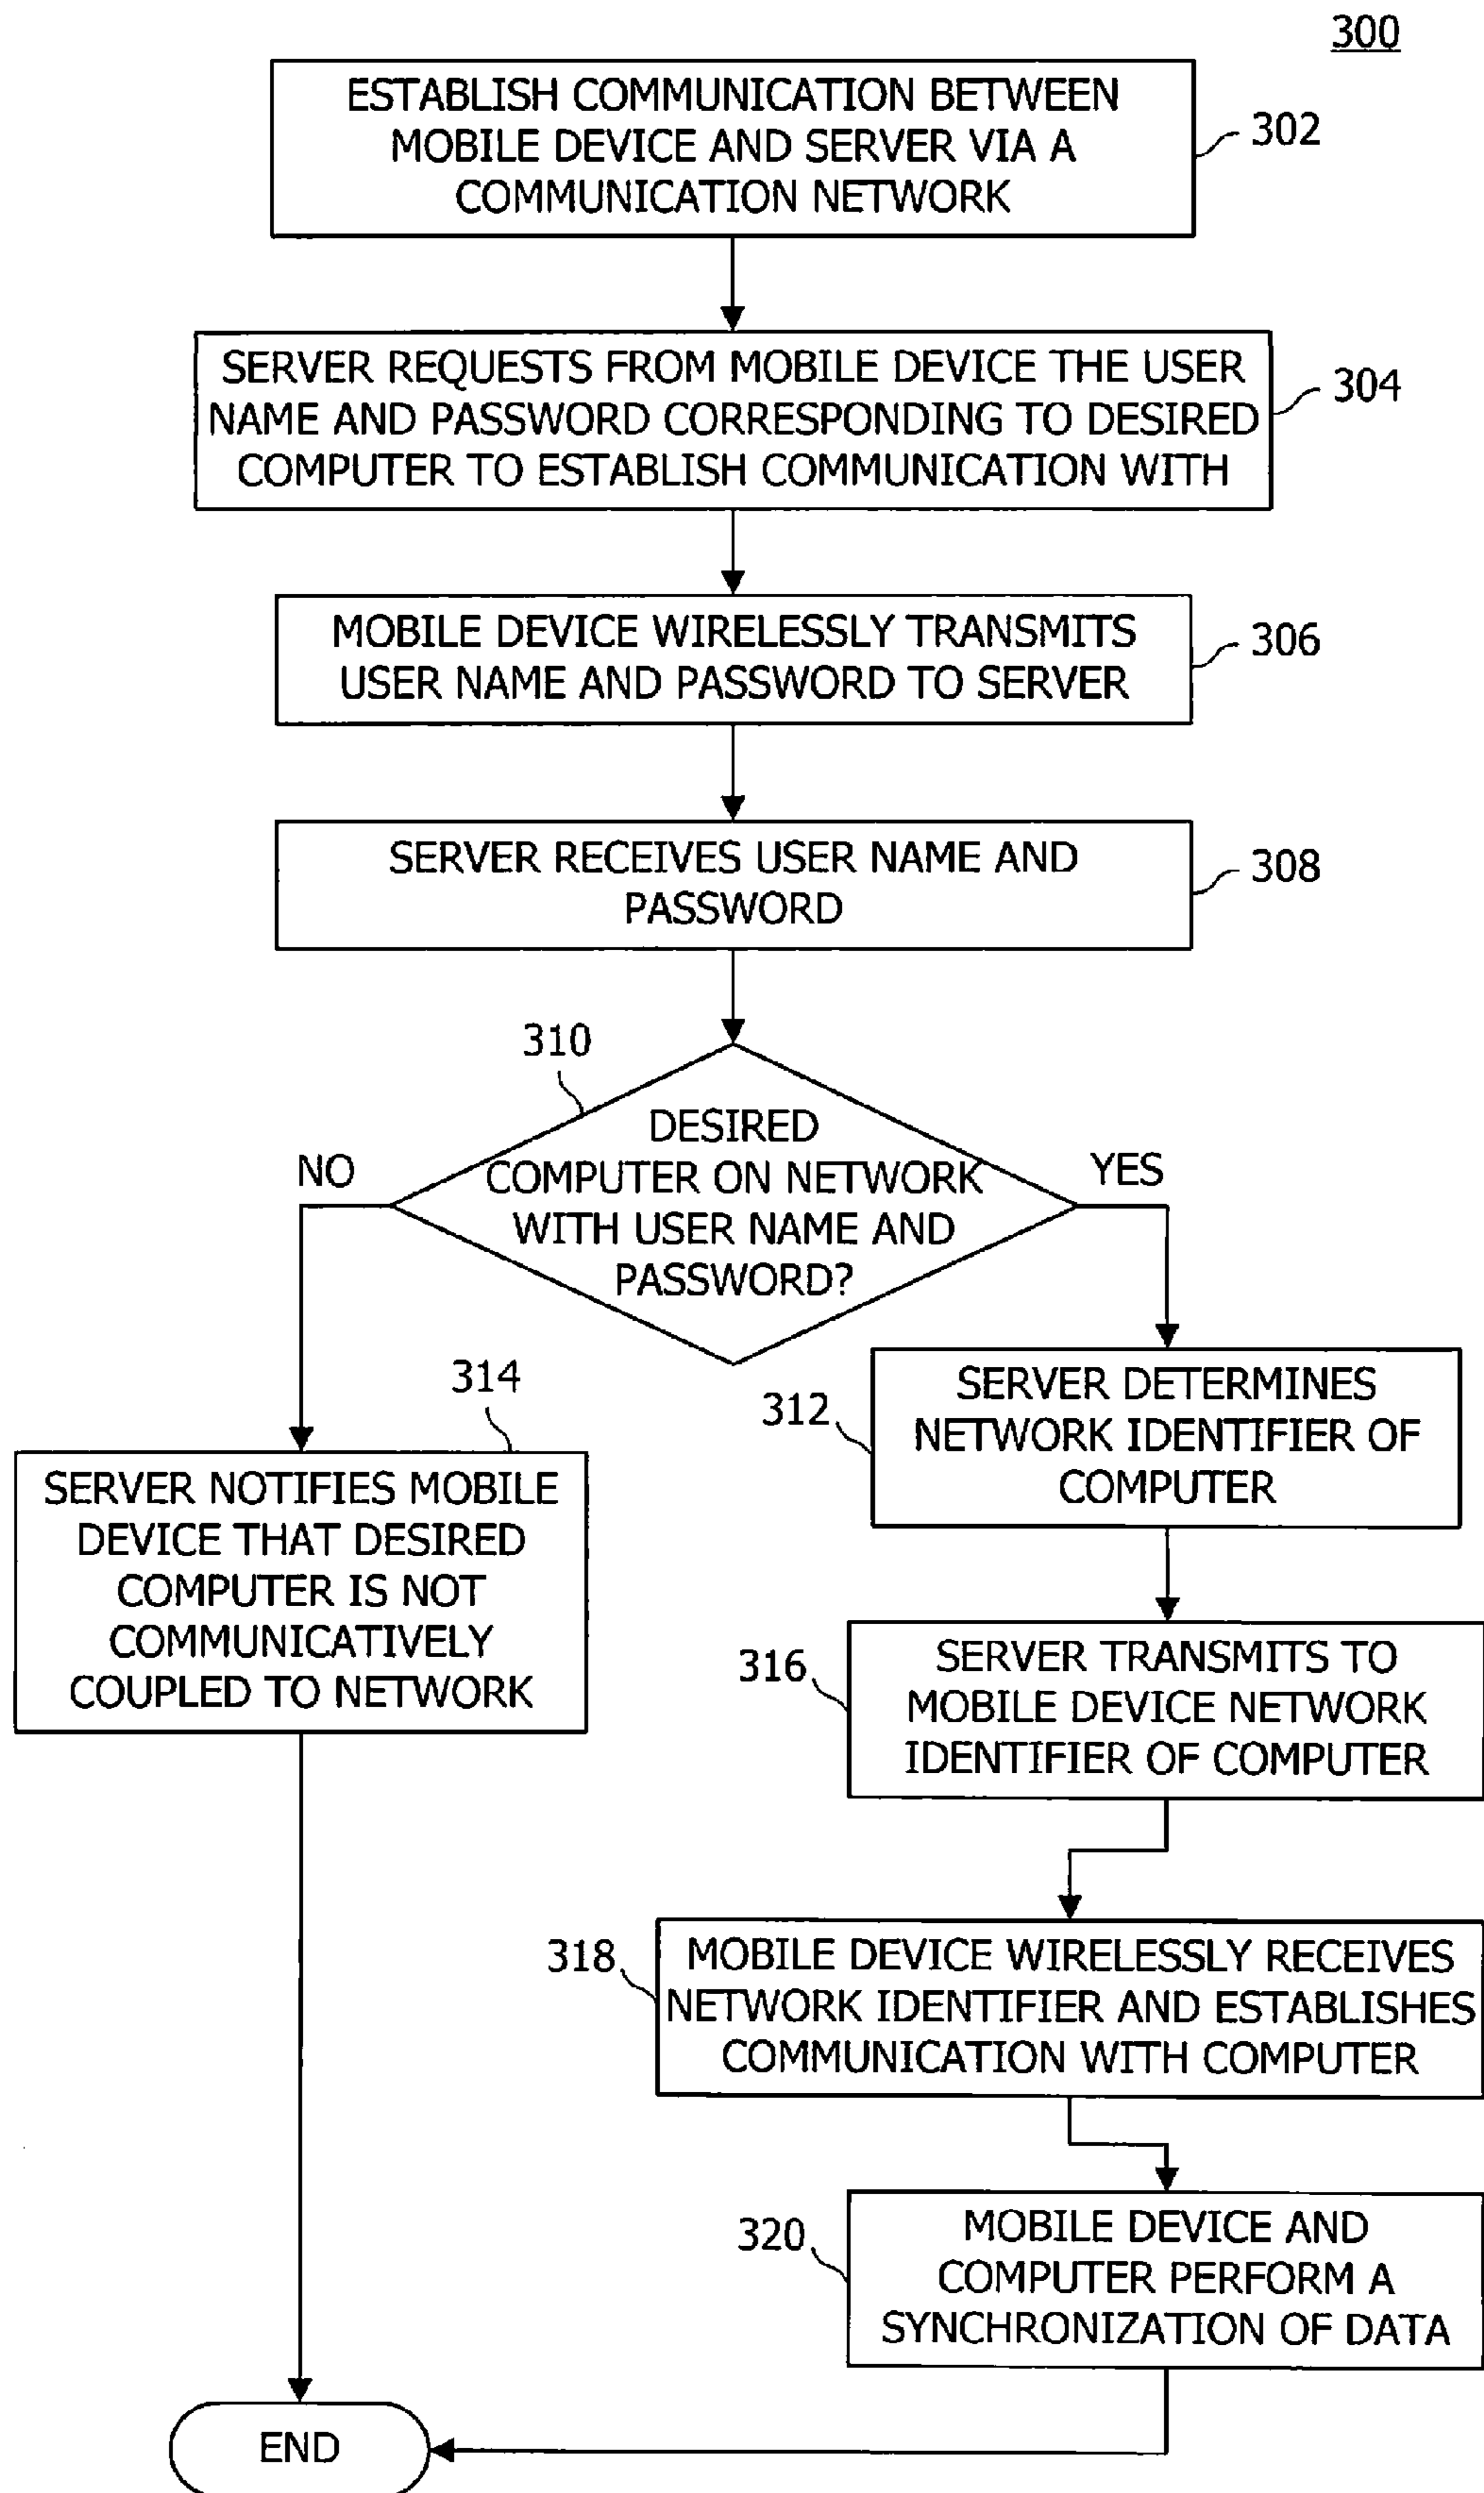 300
ESTABLISH COMMUNICATION BETWEEN
MOBILE DEVICE AND SERVER VIA A
COMMUNICATION NETWORK
302
SERVER REQUESTS FROM MOBILE DEVICE THE USER
NAME AND PASSWORD CORRESPONDING TO DESIRED
COMPUTER TO ESTABLISH COMMUNICATION WITH
304
MOBILE DEVICE WIRELESSLY TRANSMITS
USER NAME AND PASSWORD TO SERVER
306
SERVER RECEIVES USER NAME AND
PASSWORD
308
310
DESIRED
COMPUTER ON NETWORK
WITH USER NAME AND
PASSWORD?
NO
YES
314
SERVER NOTIFIES MOBILE
DEVICE THAT DESIRED
COMPUTER IS NOT
COMMUNICATIVELY
COUPLED TO NETWORK
312
SERVER DETERMINES
NETWORK IDENTIFIER OF
COMPUTER
316
SERVER TRANSMITS TO
MOBILE DEVICE NETWORK
IDENTIFIER OF COMPUTER
318
MOBILE DEVICE WIRELESSLY RECEIVES
NETWORK IDENTIFIER AND ESTABLISHES
COMMUNICATION WITH COMPUTER
320
MOBILE DEVICE AND
COMPUTER PERFORM A
SYNCHRONIZATION OF DATA
END